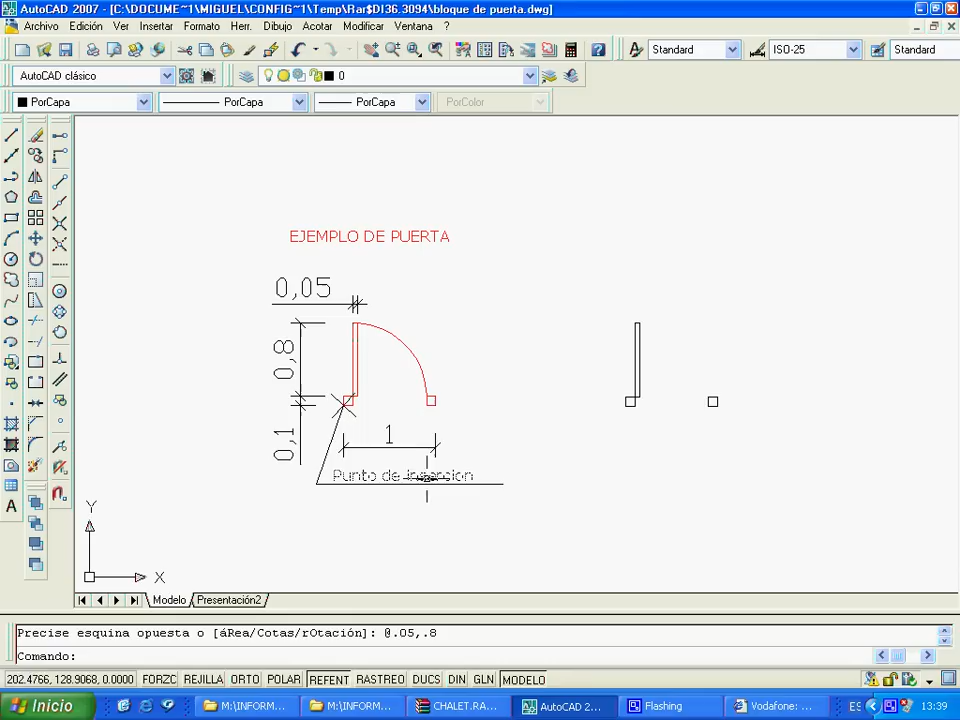 AutoCAD 2007 - [C:\DOCUME~1\MIGUEL\CONFIG~1\Temp\Rar$DI36.3094\bloque de puerta.dwg]
Archivo Edición Ver Insertar Formato Herr. Dibujo Acotar Modificar Ventana ?
Standard ISO-25 Standard
AutoCAD clásico 0
PorCapa PorCapa PorCapa PorColor
EJEMPLO DE PUERTA
0,05
0,8
0,1
1
Punto de insercion
Y
X
A
Modelo Presentación2
Precise esquina opuesta o [áRea/Cotas/rOtación]: @.05,.8
Comando:
202.4766, 128.9068, 0.0000 FORZC REJILLA ORTO POLAR REFENT RASTREO DUCS DIN GLN MODELO
Inicio M:\INFORM... M:\INFORM... CHALET.RA... AutoCAD 2... Flashing Vodafone: ... ES 13:39